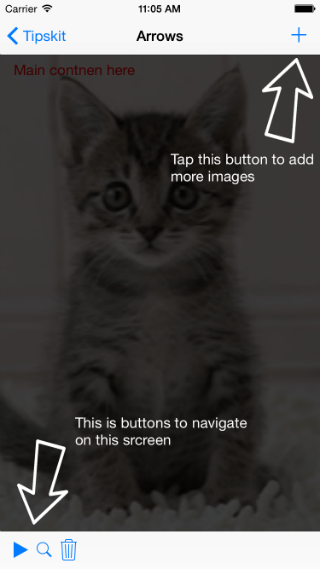 Carrier 11:05 AM
Tipskit Arrows +
Main contnen here
Tap this button to add
more images
This is buttons to navigate
on this srcreen